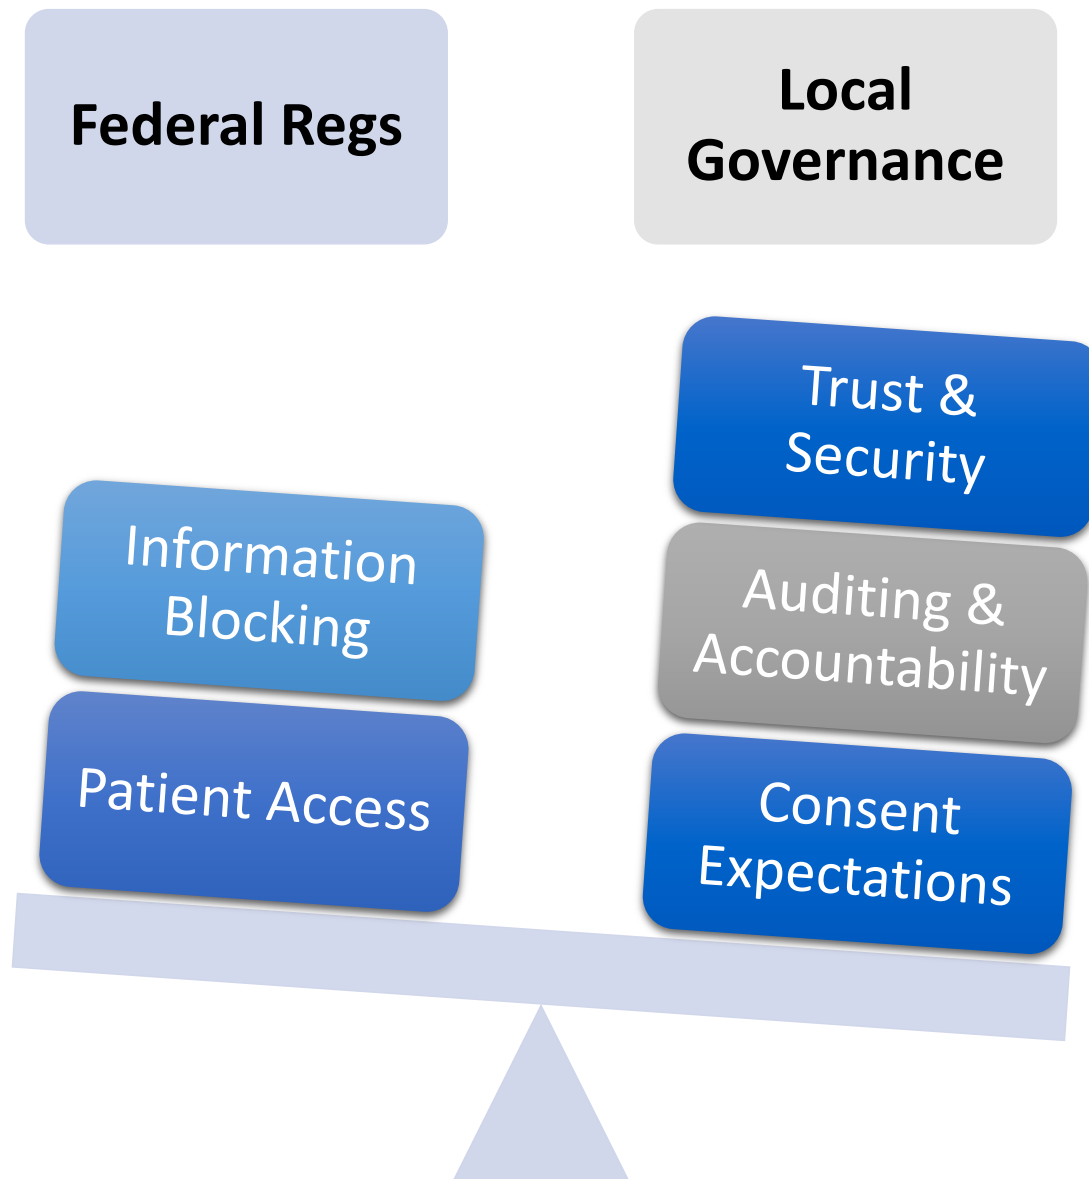 Federal Regs
Local
Governance
Trust &
Security
Information
Blocking
Auditing &
Accountability
Patient Access
Consent
Expectations